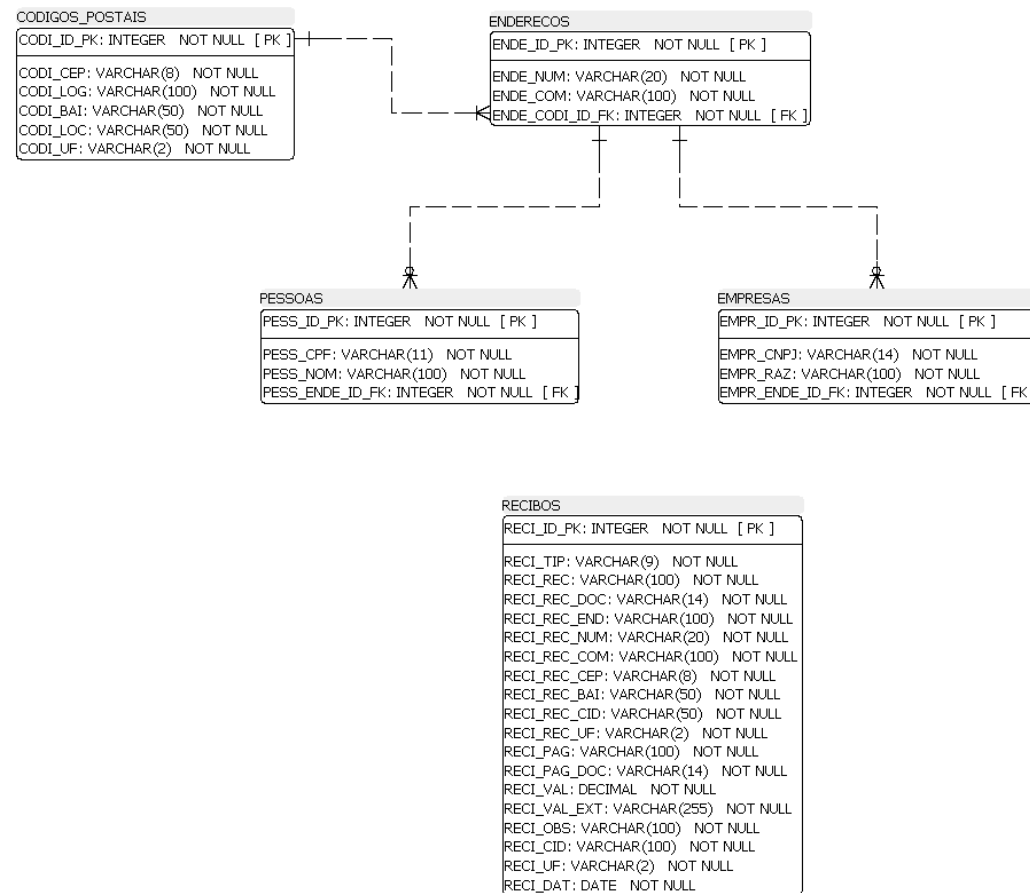 CODIGOS_POSTAIS
CODI_ID_PK: INTEGER NOT NULL [ PK ]
CODI_CEP: VARCHAR(8) NOT NULL
CODI_LOG: VARCHAR(100) NOT NULL
CODI_BAI: VARCHAR(50) NOT NULL
CODI_LOC: VARCHAR(50) NOT NULL
CODI_UF: VARCHAR(2) NOT NULL
ENDERECOS
ENDE_ID_PK: INTEGER NOT NULL [ PK ]
ENDE_NUM: VARCHAR(20) NOT NULL
ENDE_COM: VARCHAR(100) NOT NULL
ENDE_CODI_ID_FK: INTEGER NOT NULL [ FK ]
PESSOAS
PESS_ID_PK: INTEGER NOT NULL [ PK ]
PESS_CPF: VARCHAR(11) NOT NULL
PESS_NOM: VARCHAR(100) NOT NULL
PESS_ENDE_ID_FK: INTEGER NOT NULL [ FK ]
EMPRESAS
EMPR_ID_PK: INTEGER NOT NULL [ PK ]
EMPR_CNPJ: VARCHAR(14) NOT NULL
EMPR_RAZ: VARCHAR(100) NOT NULL
EMPR_ENDE_ID_FK: INTEGER NOT NULL [ FK
RECIBOS
RECI_ID_PK: INTEGER NOT NULL [ PK ]
RECI_TIP: VARCHAR(9) NOT NULL
RECI_REC: VARCHAR(100) NOT NULL
RECI_REC_DOC: VARCHAR(14) NOT NULL
RECI_REC_END: VARCHAR(100) NOT NULL
RECI_REC_NUM: VARCHAR(20) NOT NULL
RECI_REC_COM: VARCHAR(100) NOT NULL
RECI_REC_CEP: VARCHAR(8) NOT NULL
RECI_REC_BAI: VARCHAR(50) NOT NULL
RECI_REC_CID: VARCHAR(50) NOT NULL
RECI_REC_UF: VARCHAR(2) NOT NULL
RECI_PAG: VARCHAR(100) NOT NULL
RECI_PAG_DOC: VARCHAR(14) NOT NULL
RECI_VAL: DECIMAL NOT NULL
RECI_VAL_EXT: VARCHAR(255) NOT NULL
RECI_OBS: VARCHAR(100) NOT NULL
RECI_CID: VARCHAR(100) NOT NULL
RECI_UF: VARCHAR(2) NOT NULL
RECI_DAT: DATE NOT NULL